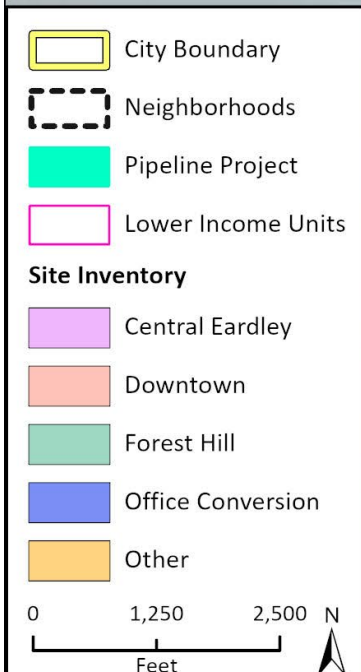 City Boundary
Neighborhoods
Pipeline Project
Lower Income Units
Site Inventory
Central Eardley
Downtown
Forest Hill
Office Conversion
Other
0 1,250 2,500 N
Feet